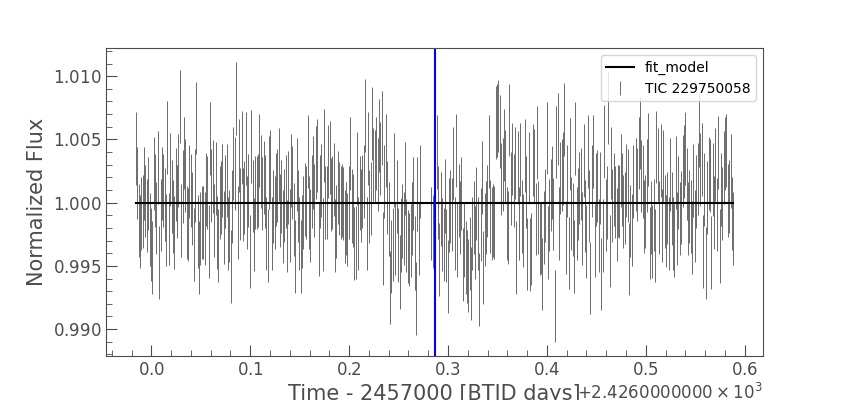 fit_model
TIC 229750058
1.010
1.005
1.000
0.995
0.990
Normalized Flux
0.0 0.1 0.2 0.3 0.4 0.5 0.6
Time - 2457000 [BTJD days]
+2.4260000000 × 10³